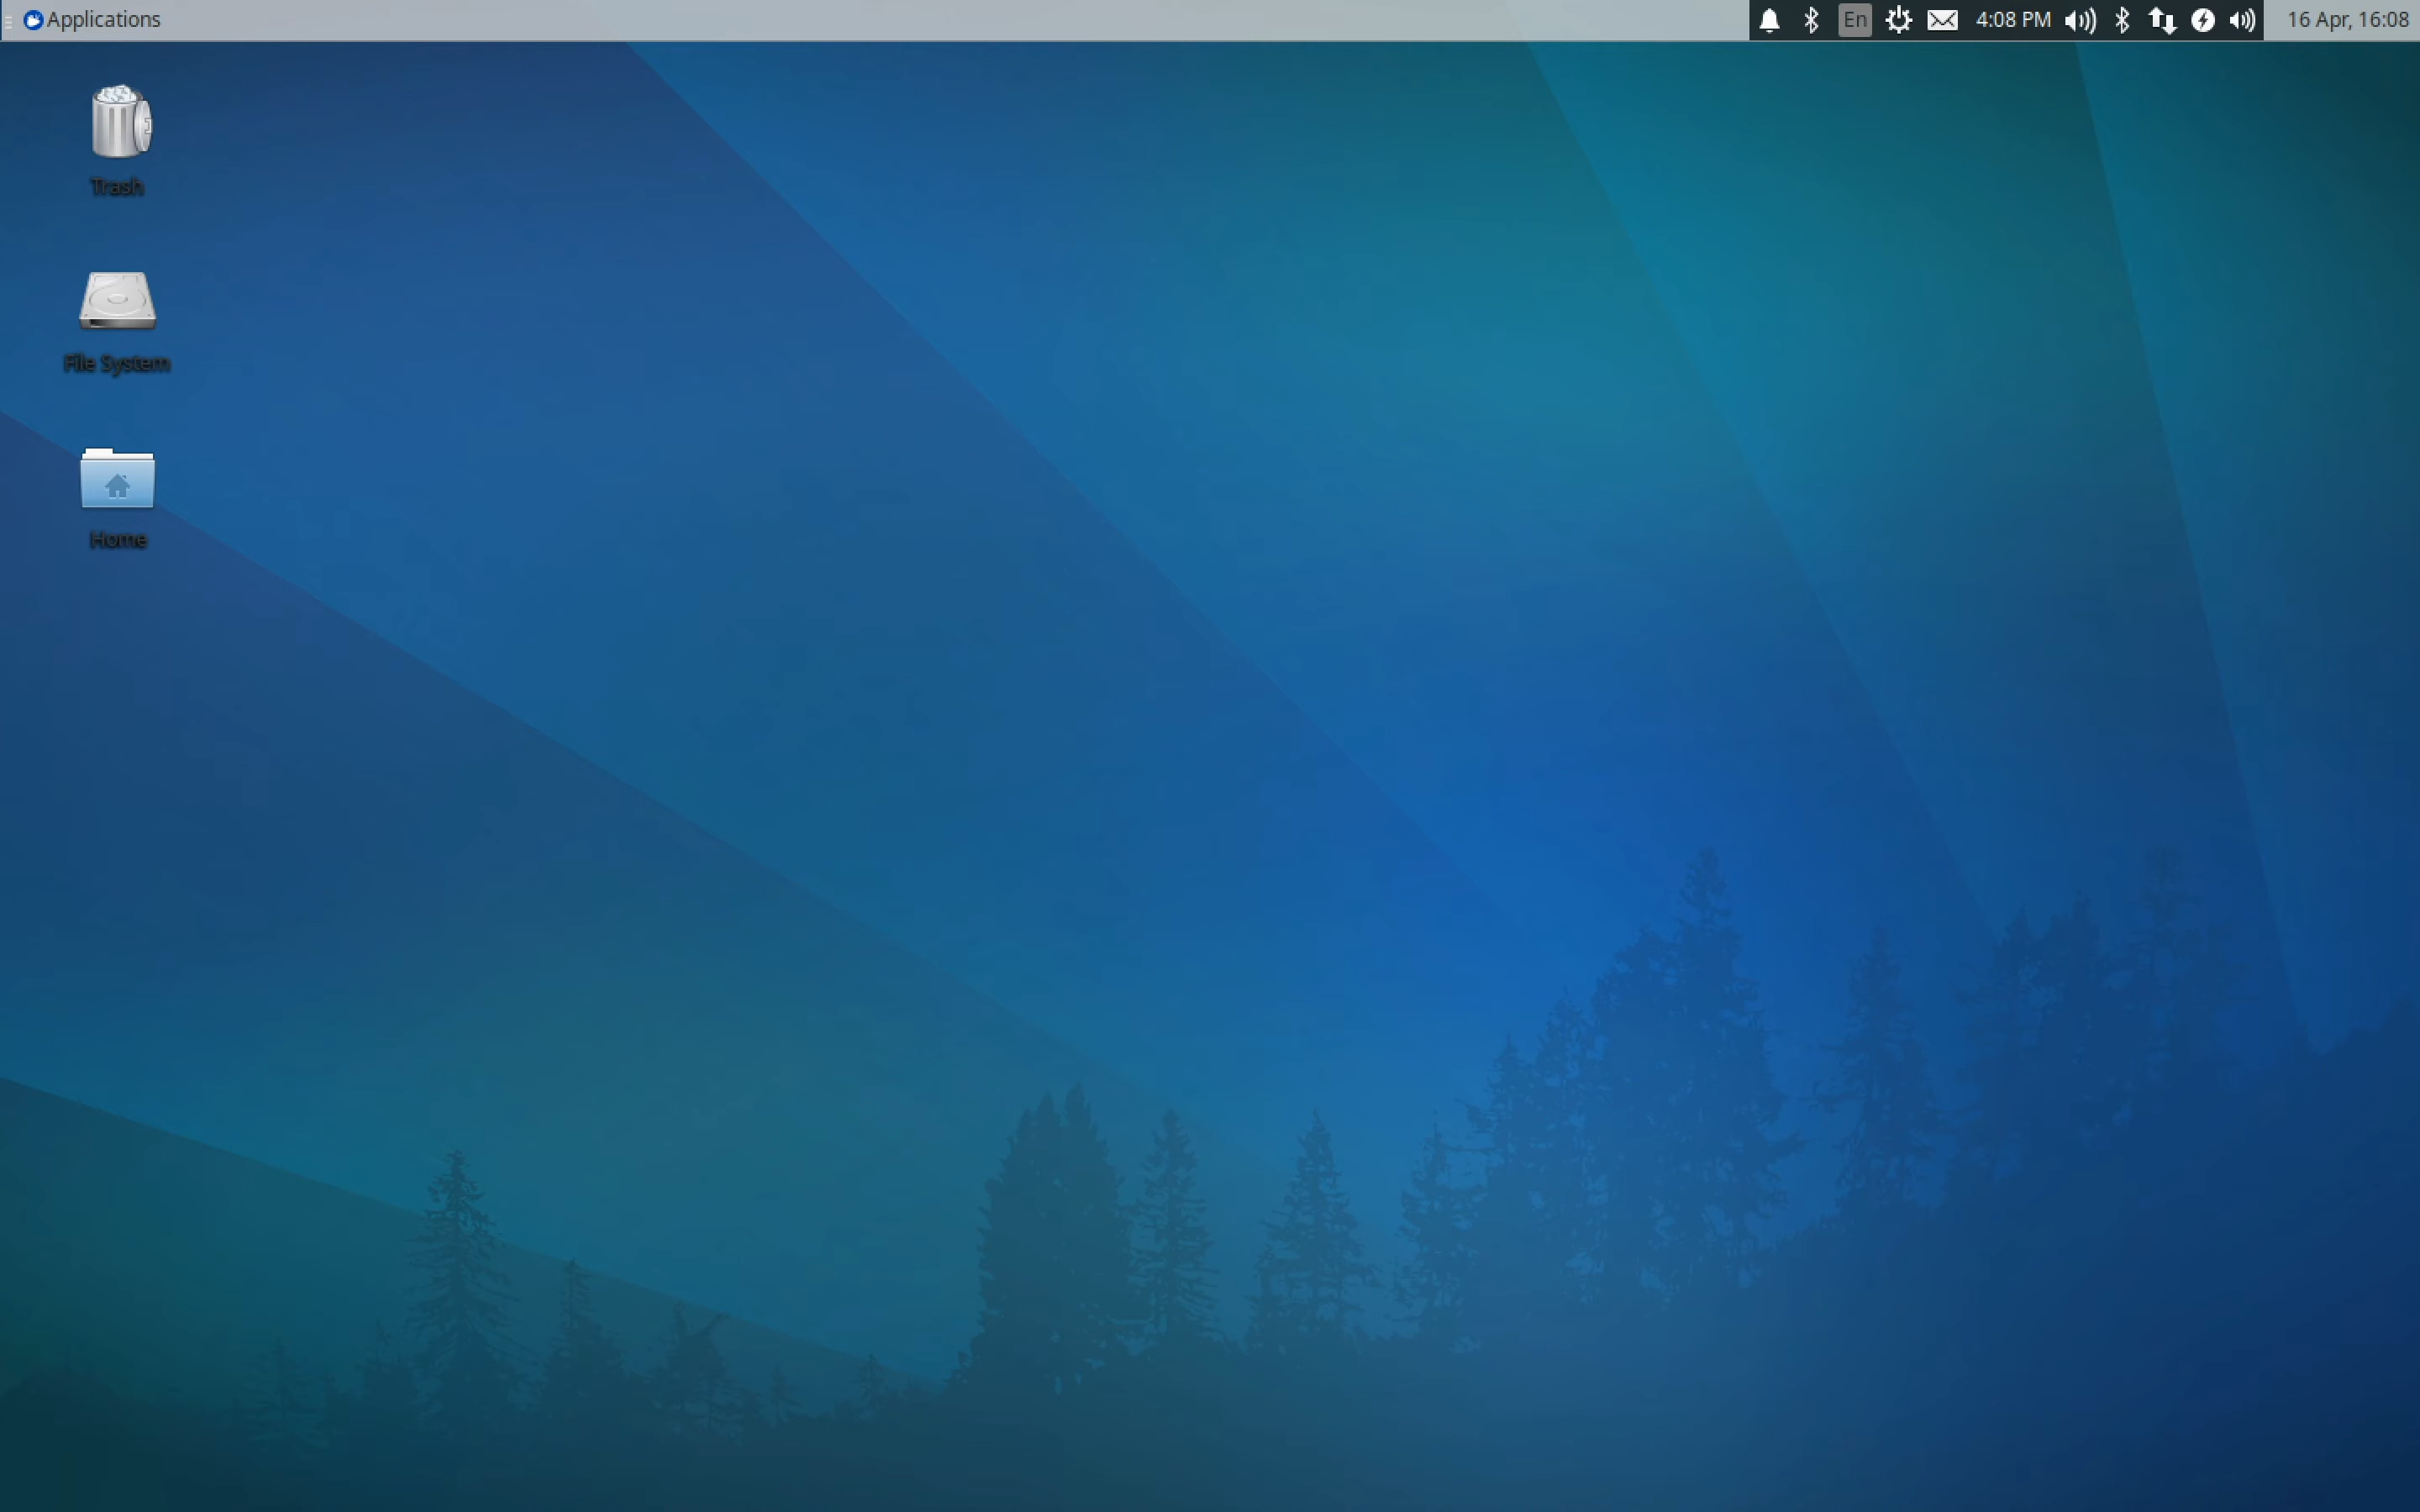 Applications
En
4:08 PM
16 Apr, 16:08
Trash
File System
Home